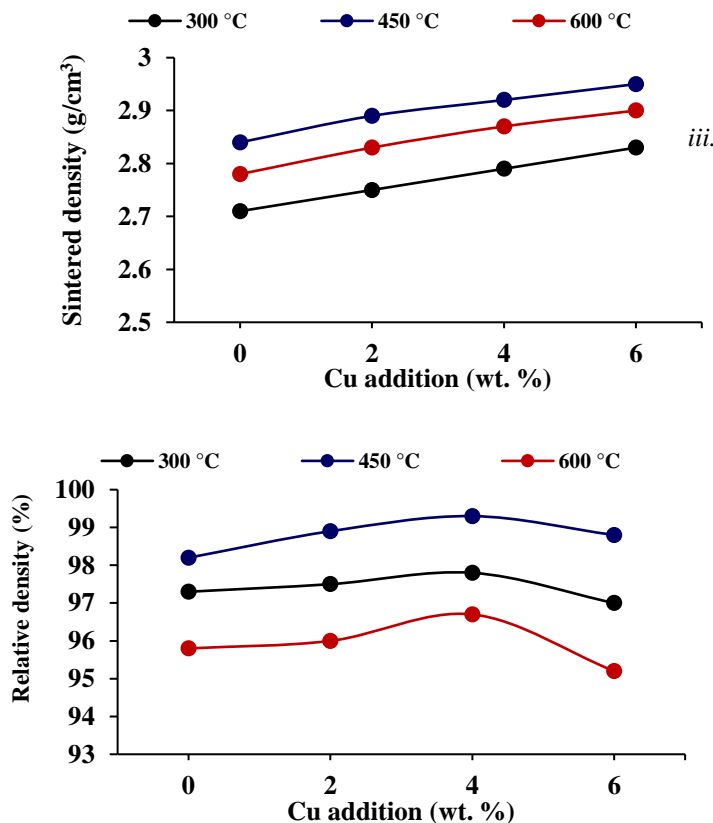 300 °C 450 °C 600 °C
Sintered density (g/cm³)
3
2.9
2.8
2.7
2.6
2.5
0 2 4 6
Cu addition (wt. %)
iii.
300 °C 450 °C 600 °C
Relative density (%)
100
99
98
97
96
95
94
93
0 2 4 6
Cu addition (wt. %)